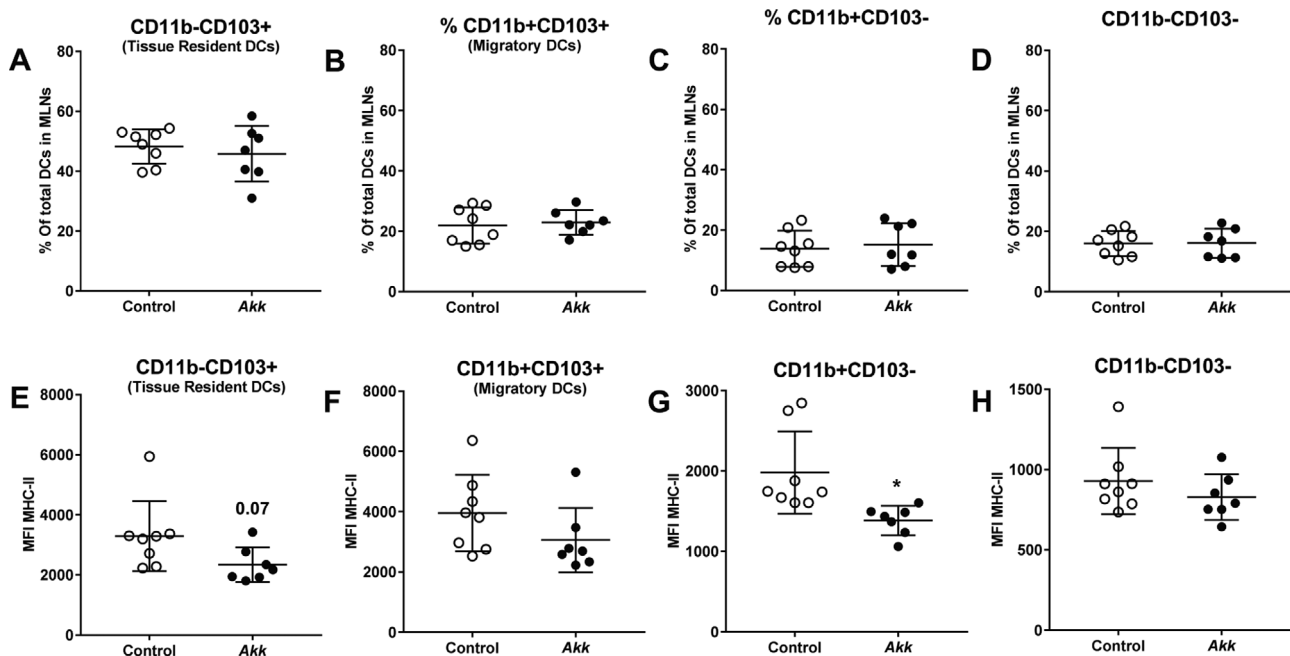 A
CD11b-CD103+
(Tissue Resident DCs)
% Of total DCs in MLNs
80
60
40
20
0
Control
Akk
B
% CD11b+CD103+
(Migratory DCs)
% Of total DCs in MLNs
80
60
40
20
0
Control
Akk
C
% CD11b+CD103-
% Of total DCs in MLNs
80
60
40
20
0
Control
Akk
D
CD11b-CD103-
% Of total DCs in MLNs
80
60
40
20
0
Control
Akk
E
CD11b-CD103+
(Tissue Resident DCs)
MFI MHC-II
8000
6000
4000
2000
0
0.07
Control
Akk
F
CD11b+CD103+
(Migratory DCs)
MFI MHC-II
8000
6000
4000
2000
0
Control
Akk
G
CD11b+CD103-
MFI MHC-II
3000
2000
1000
0
*
Control
Akk
H
CD11b-CD103-
MFI MHC-II
1500
1000
500
0
Control
Akk